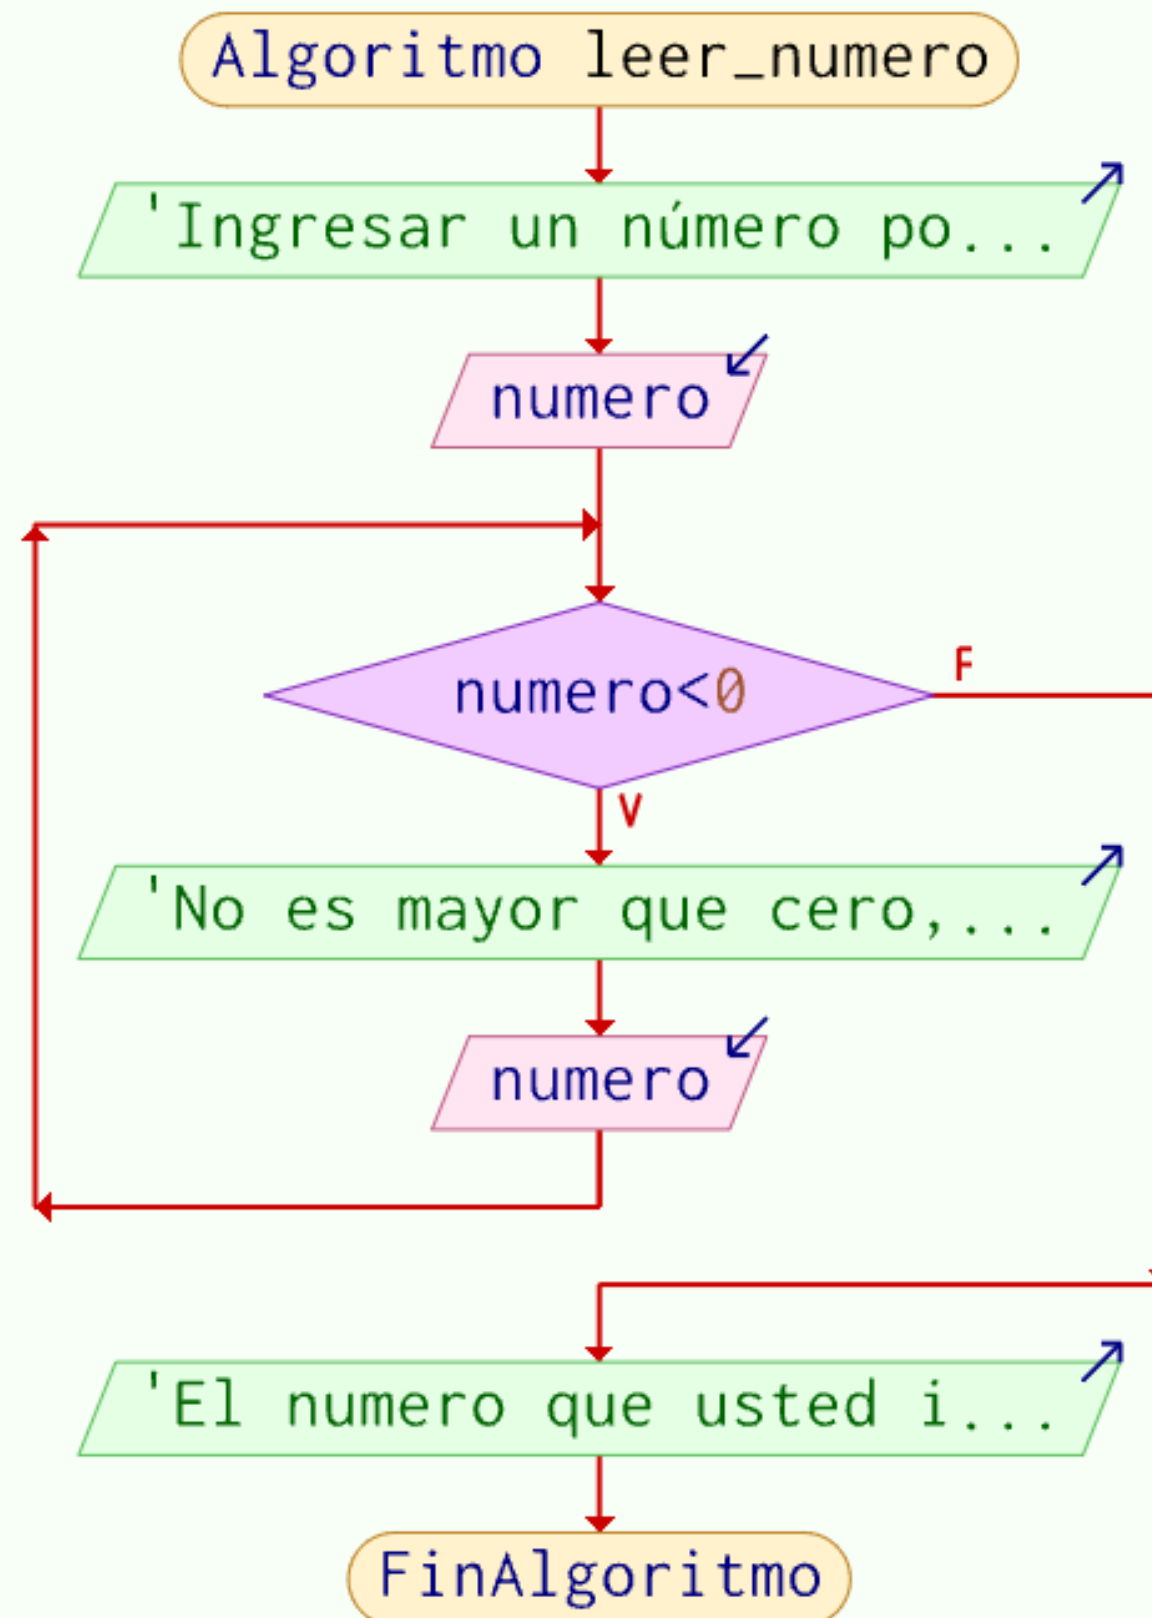 Algoritmo leer_numero
'Ingresar un número po...
numero
numero<0
F
V
'No es mayor que cero,...
numero
'El numero que usted i...
FinAlgoritmo